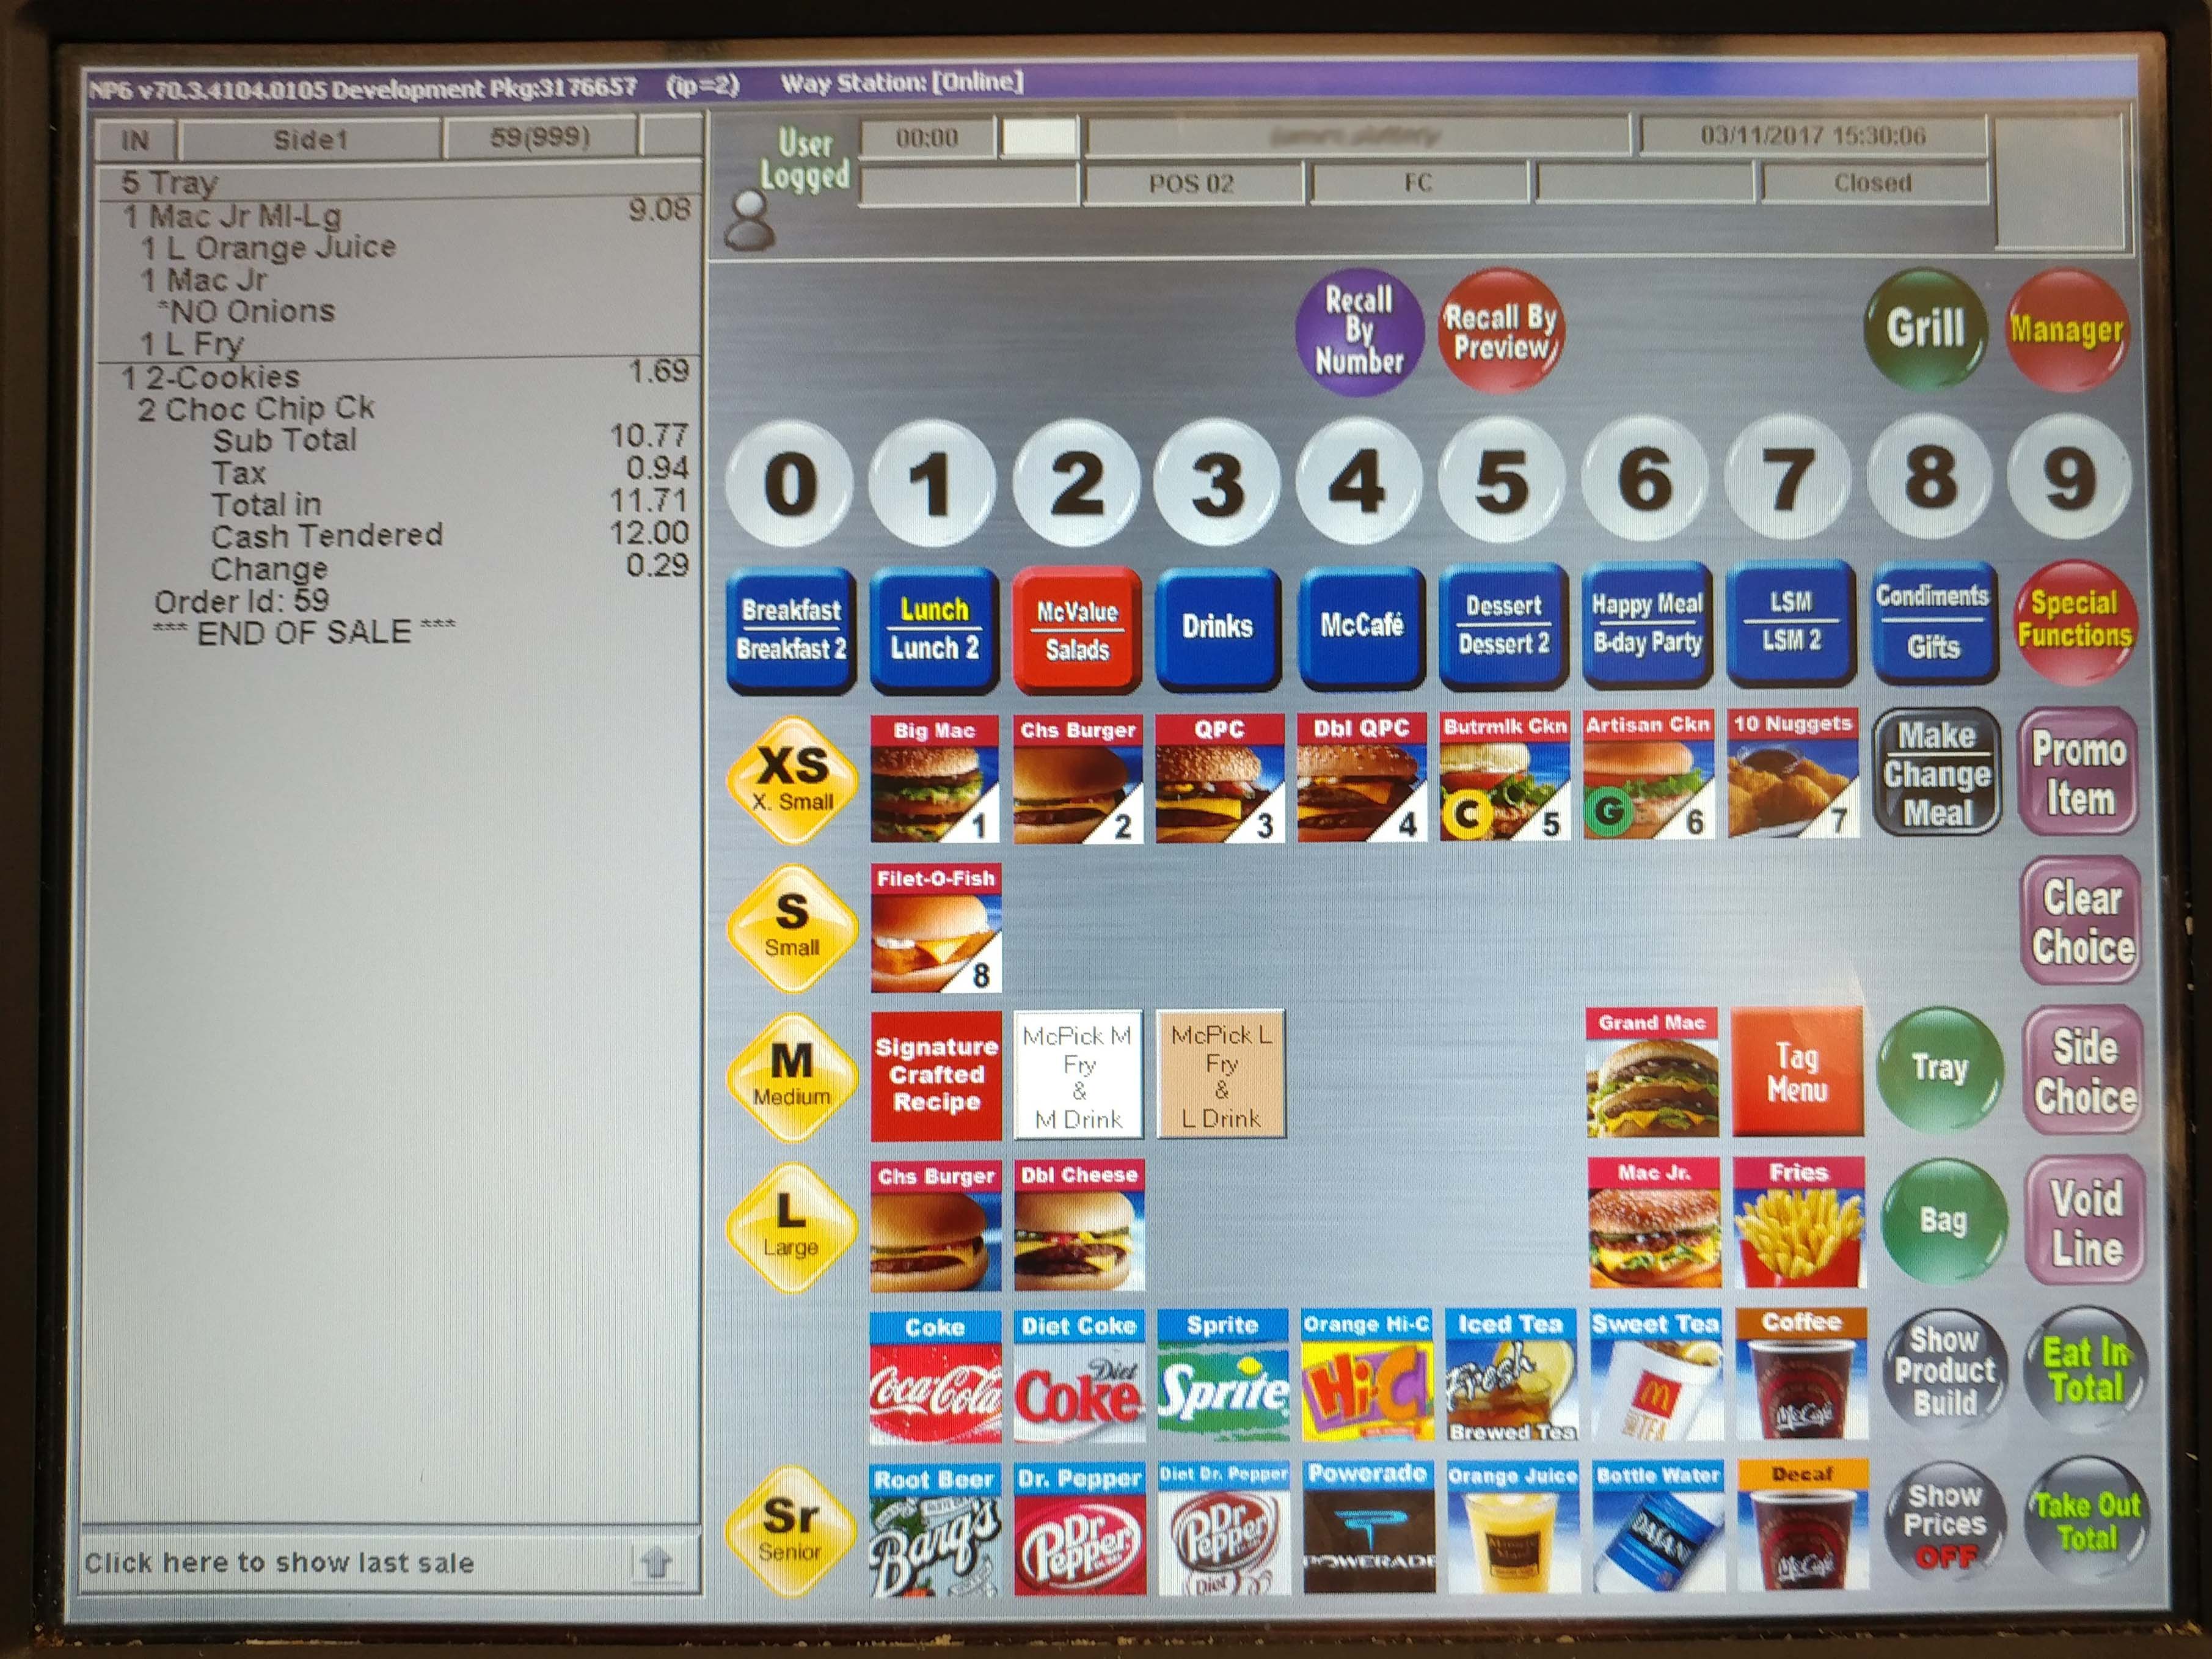 NP6 v70.3.4104.0105 Development Pkg:3176657 (ip=2) Way Station: [Online]
IN Side1 59(999)
5 Tray
1 Mac Jr Ml-Lg 9.08
1 L Orange Juice
1 Mac Jr
*NO Onions
1 L Fry
1 2-Cookies 1.69
2 Choc Chip Ck
Sub Total 10.77
Tax 0.94
Total in 11.71
Cash Tendered 12.00
Change 0.29
Order Id: 59
*** END OF SALE ***
Click here to show last sale
User
Logged
00:00
03/11/2017 15:30:06
POS 02 FC Closed
Recall
By
Number
Recall By
Preview
Grill
Manager
0 1 2 3 4 5 6 7 8 9
Breakfast
Breakfast 2
Lunch
Lunch 2
McValue
Salads
Drinks
McCafé
Dessert
Dessert 2
Happy Meal
B-day Party
LSM
LSM 2
Condiments
Gifts
Special
Functions
XS
X. Small
Big Mac
1
Chs Burger
2
QPC
3
Dbl QPC
4
Butrmlk Ckn
C 5
Artisan Ckn
G 6
10 Nuggets
7
Make
Change
Meal
Promo
Item
S
Small
Filet-O-Fish
8
Clear
Choice
M
Medium
Signature
Crafted
Recipe
McPick M
Fry
&
M Drink
McPick L
Fry
&
L Drink
Grand Mac
Tag
Menu
Tray
Side
Choice
L
Large
Chs Burger
Dbl Cheese
Mac Jr.
Fries
Bag
Void
Line
Coke
Coca-Cola
Diet Coke
Diet
Coke
Sprite
Sprite
Orange Hi-C
Hi-C
Iced Tea
Fresh
Brewed Tea
Sweet Tea
TEA
Coffee
McCafé
Show
Product
Build
Eat In
Total
Sr
Senior
Root Beer
Barq's
Dr. Pepper
Dr Pepper
Diet Dr. Pepper
Dr Pepper
Diet
Powerade
POWERADE
Orange Juice
Bottle Water
DASANI
Decaf
McCafé
Show
Prices
OFF
Take Out
Total